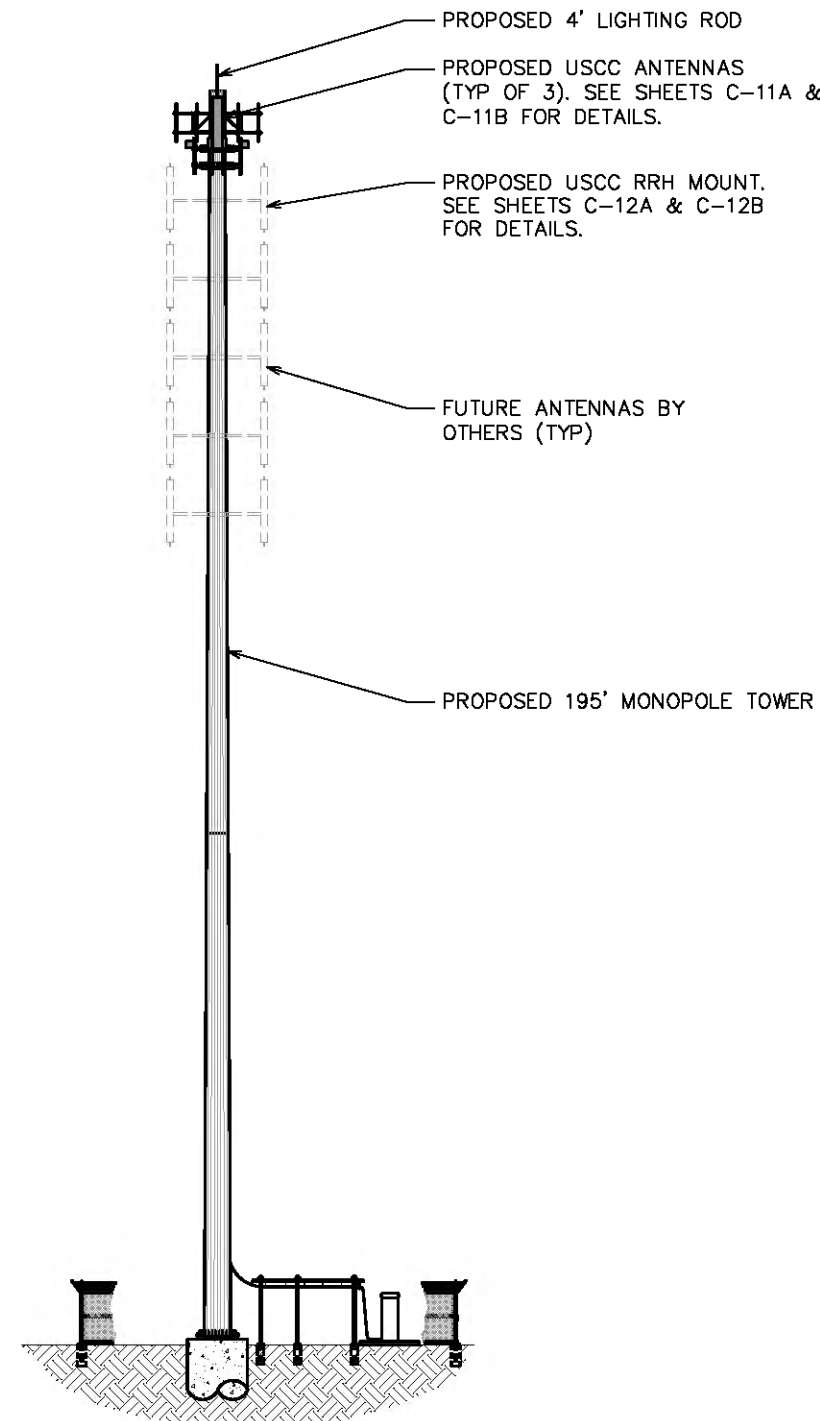 PROPOSED 4' LIGHTING ROD
PROPOSED USCC ANTENNAS
(TYP OF 3). SEE SHEETS C-11A &
C-11B FOR DETAILS.
PROPOSED USCC RRH MOUNT.
SEE SHEETS C-12A & C-12B
FOR DETAILS.
FUTURE ANTENNAS BY
OTHERS (TYP)
PROPOSED 195' MONOPOLE TOWER